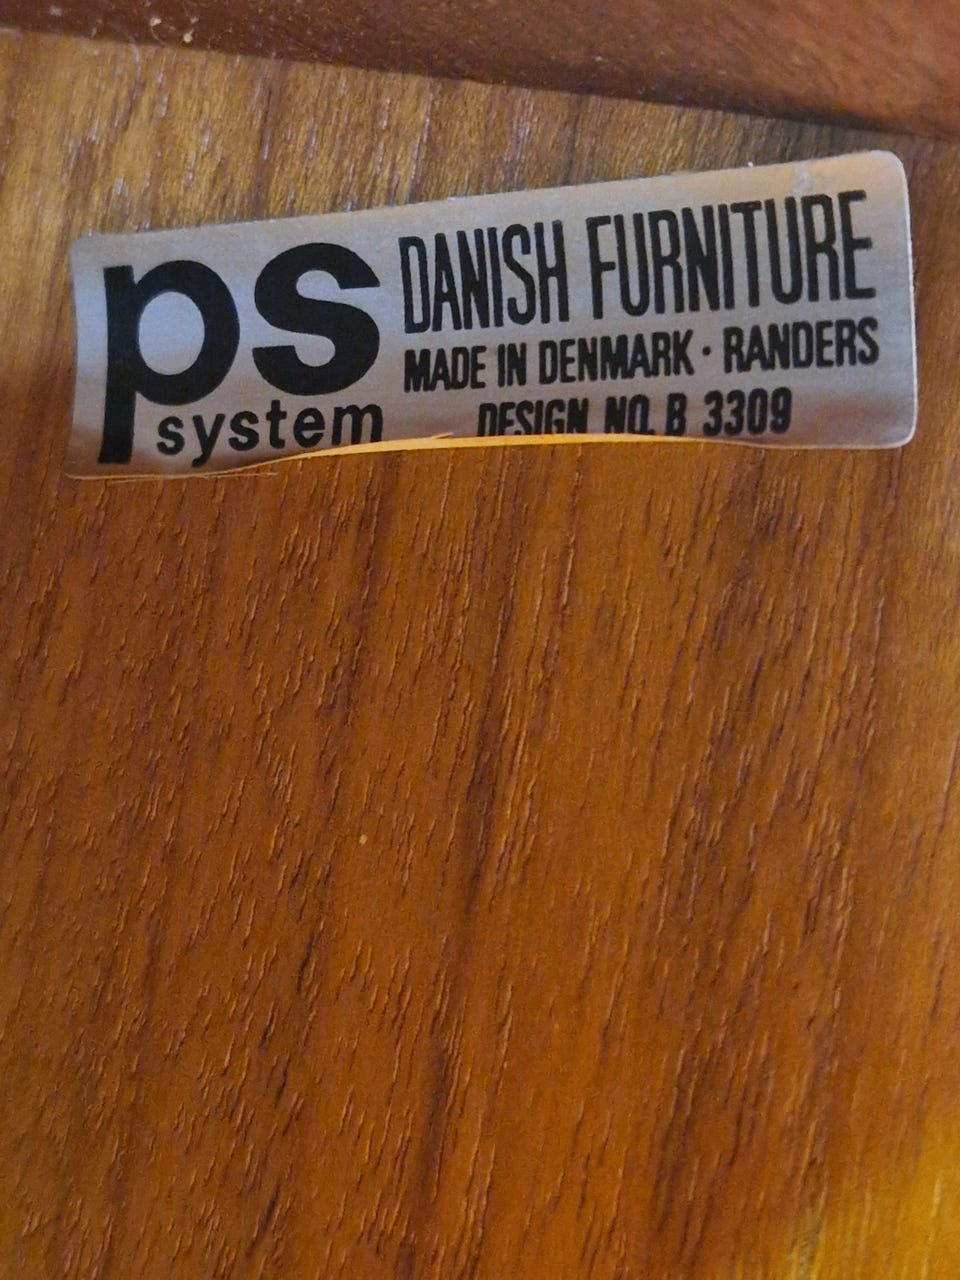 ps system
DANISH FURNITURE
MADE IN DENMARK · RANDERS
DESIGN NO. B 3309